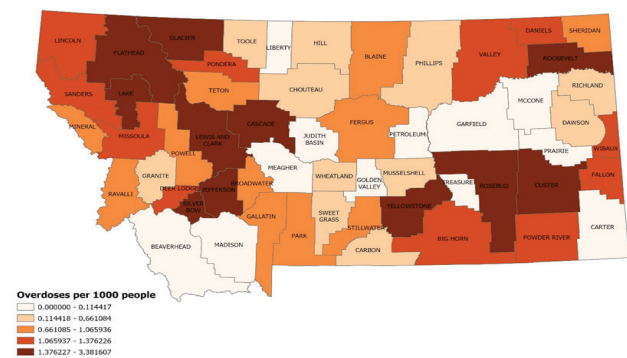 LINCOLN
FLATHEAD
GLACIER
TOOLE
LIBERTY
HILL
BLAINE
PHILLIPS
VALLEY
DANIELS
SHERIDAN
ROOSEVELT
PONDERA
TETON
CHOUTEAU
SANDERS
LAKE
MINERAL
MISSOULA
POWELL
LEWIS AND
CLARK
CASCADE
JUDITH
BASIN
FERGUS
PETROLEUM
GARFIELD
MCCONE
RICHLAND
DAWSON
PRAIRIE
WIBAUX
RAVALLI
GRANITE
DEER LODGE
SILVER
BOW
JEFFERSON
BROADWATER
MEAGHER
WHEATLAND
GOLDEN
VALLEY
MUSSELSHELL
TREASURE
ROSEBUD
CUSTER
FALLON
BEAVERHEAD
MADISON
GALLATIN
PARK
SWEET
GRASS
STILLWATER
CARBON
YELLOWSTONE
BIG HORN
POWDER RIVER
CARTER
Overdoses per 1000 people
0.000000 - 0.114417
0.114418 - 0.661084
0.661085 - 1.065936
1.065937 - 1.376226
1.376227 - 3.381607